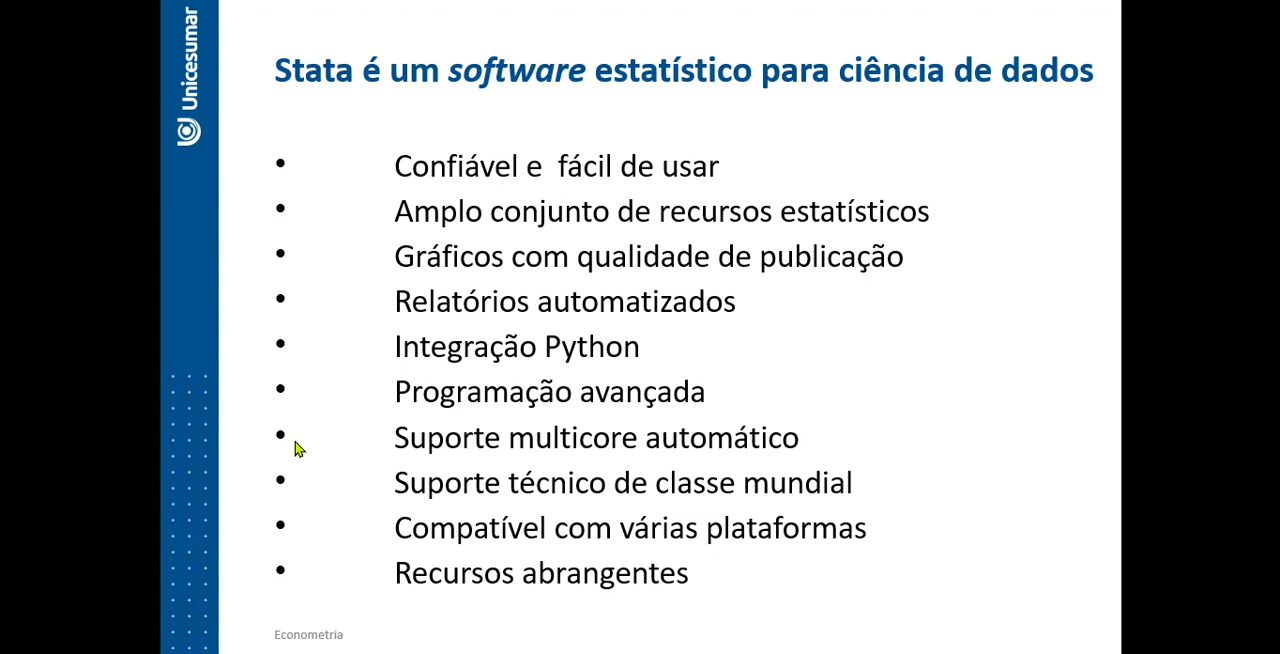 Unicesumar
Stata é um software estatístico para ciência de dados
• Confiável e  fácil de usar
• Amplo conjunto de recursos estatísticos
• Gráficos com qualidade de publicação
• Relatórios automatizados
• Integração Python
• Programação avançada
• Suporte multicore automático
• Suporte técnico de classe mundial
• Compatível com várias plataformas
• Recursos abrangentes
Econometria